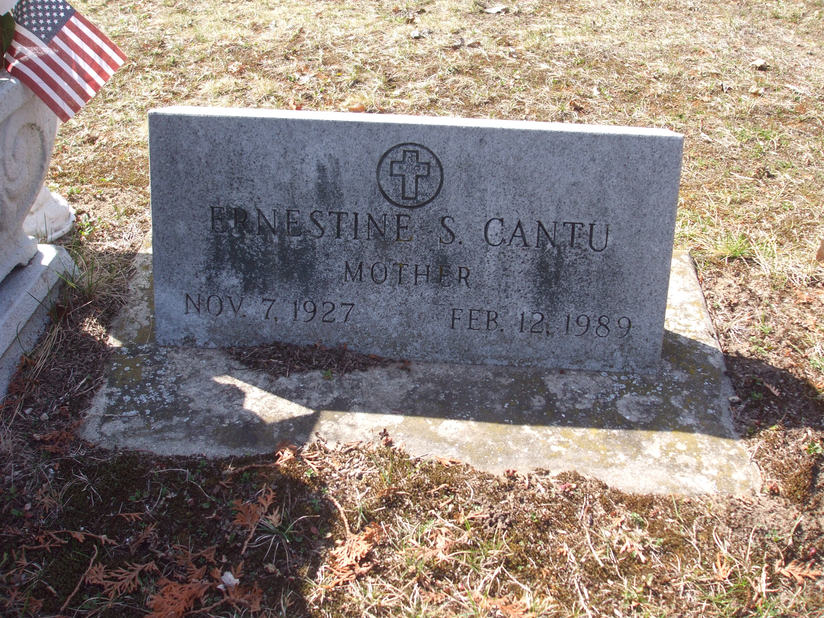 ERNESTINE S. CANTU
MOTHER
NOV. 7, 1927 FEB. 12, 1989